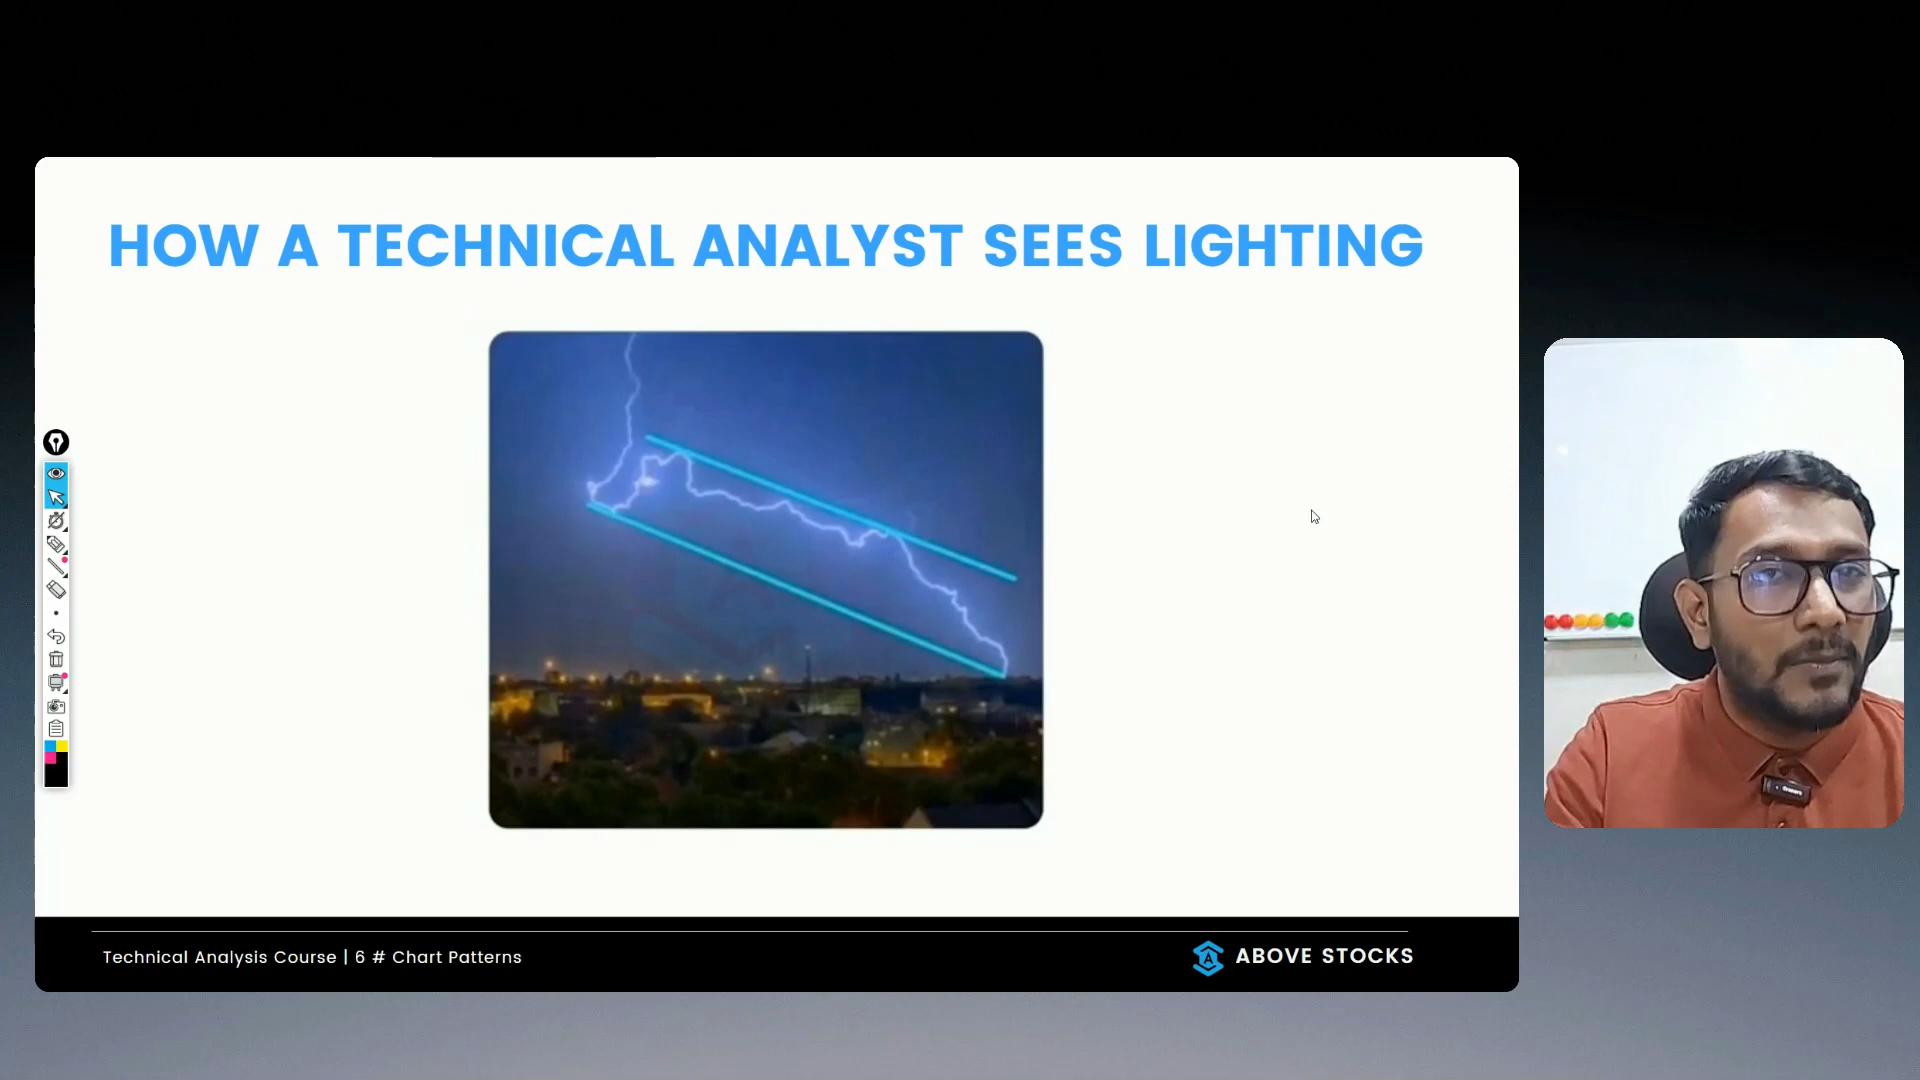 HOW A TECHNICAL ANALYST SEES LIGHTING
Technical Analysis Course | 6 # Chart Patterns
ABOVE STOCKS